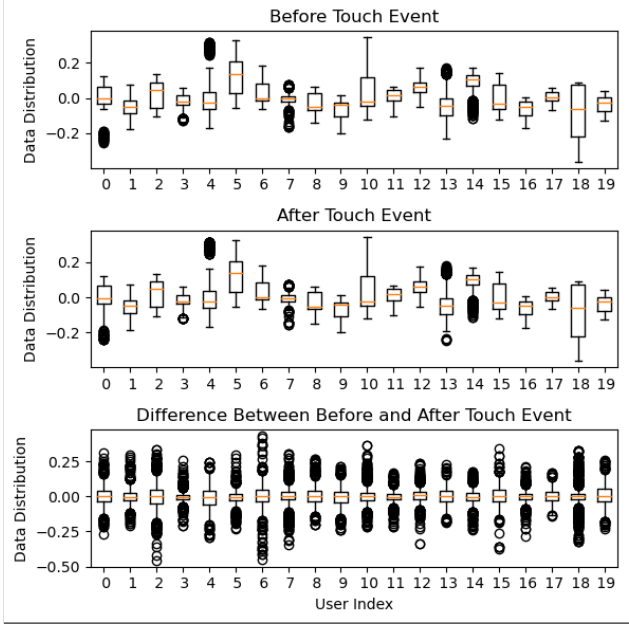 Before Touch Event
Data Distribution
0.2
0.0
−0.2
0 1 2 3 4 5 6 7 8 9 10 11 12 13 14 15 16 17 18 19
After Touch Event
Data Distribution
0.2
0.0
−0.2
0 1 2 3 4 5 6 7 8 9 10 11 12 13 14 15 16 17 18 19
Difference Between Before and After Touch Event
Data Distribution
0.25
0.00
−0.25
−0.50
0 1 2 3 4 5 6 7 8 9 10 11 12 13 14 15 16 17 18 19
User Index